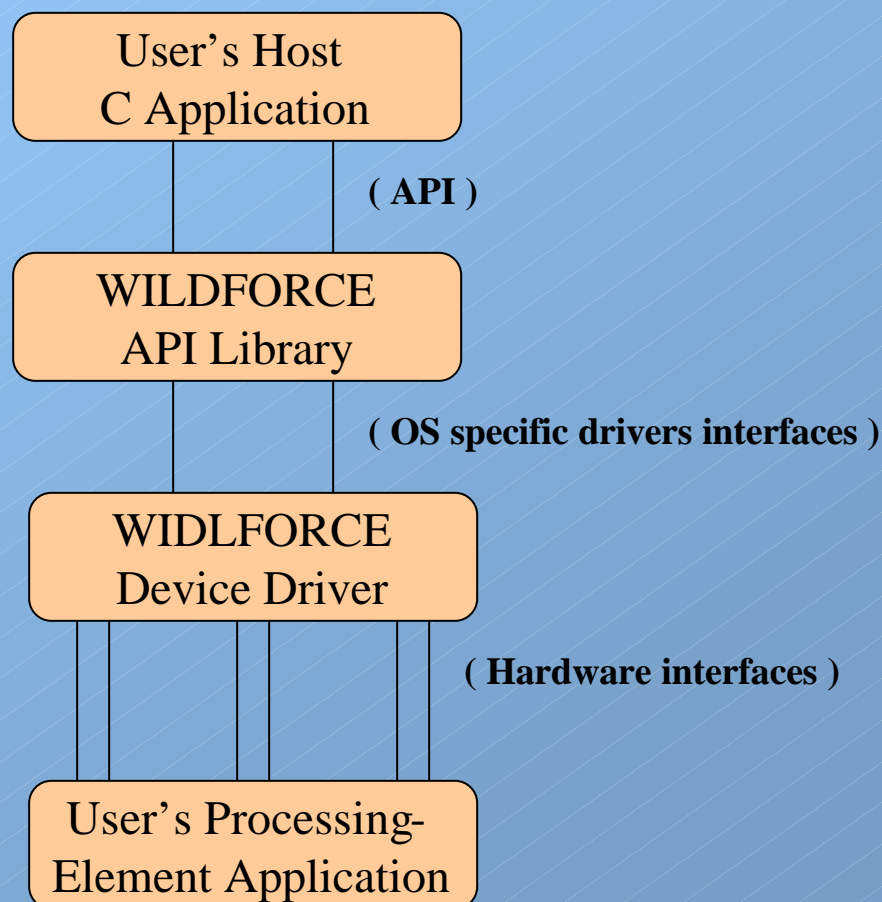 User’s Host
C Application
( API )
WILDFORCE
API Library
( OS specific drivers interfaces )
WIDLFORCE
Device Driver
( Hardware interfaces )
User’s Processing-
Element Application